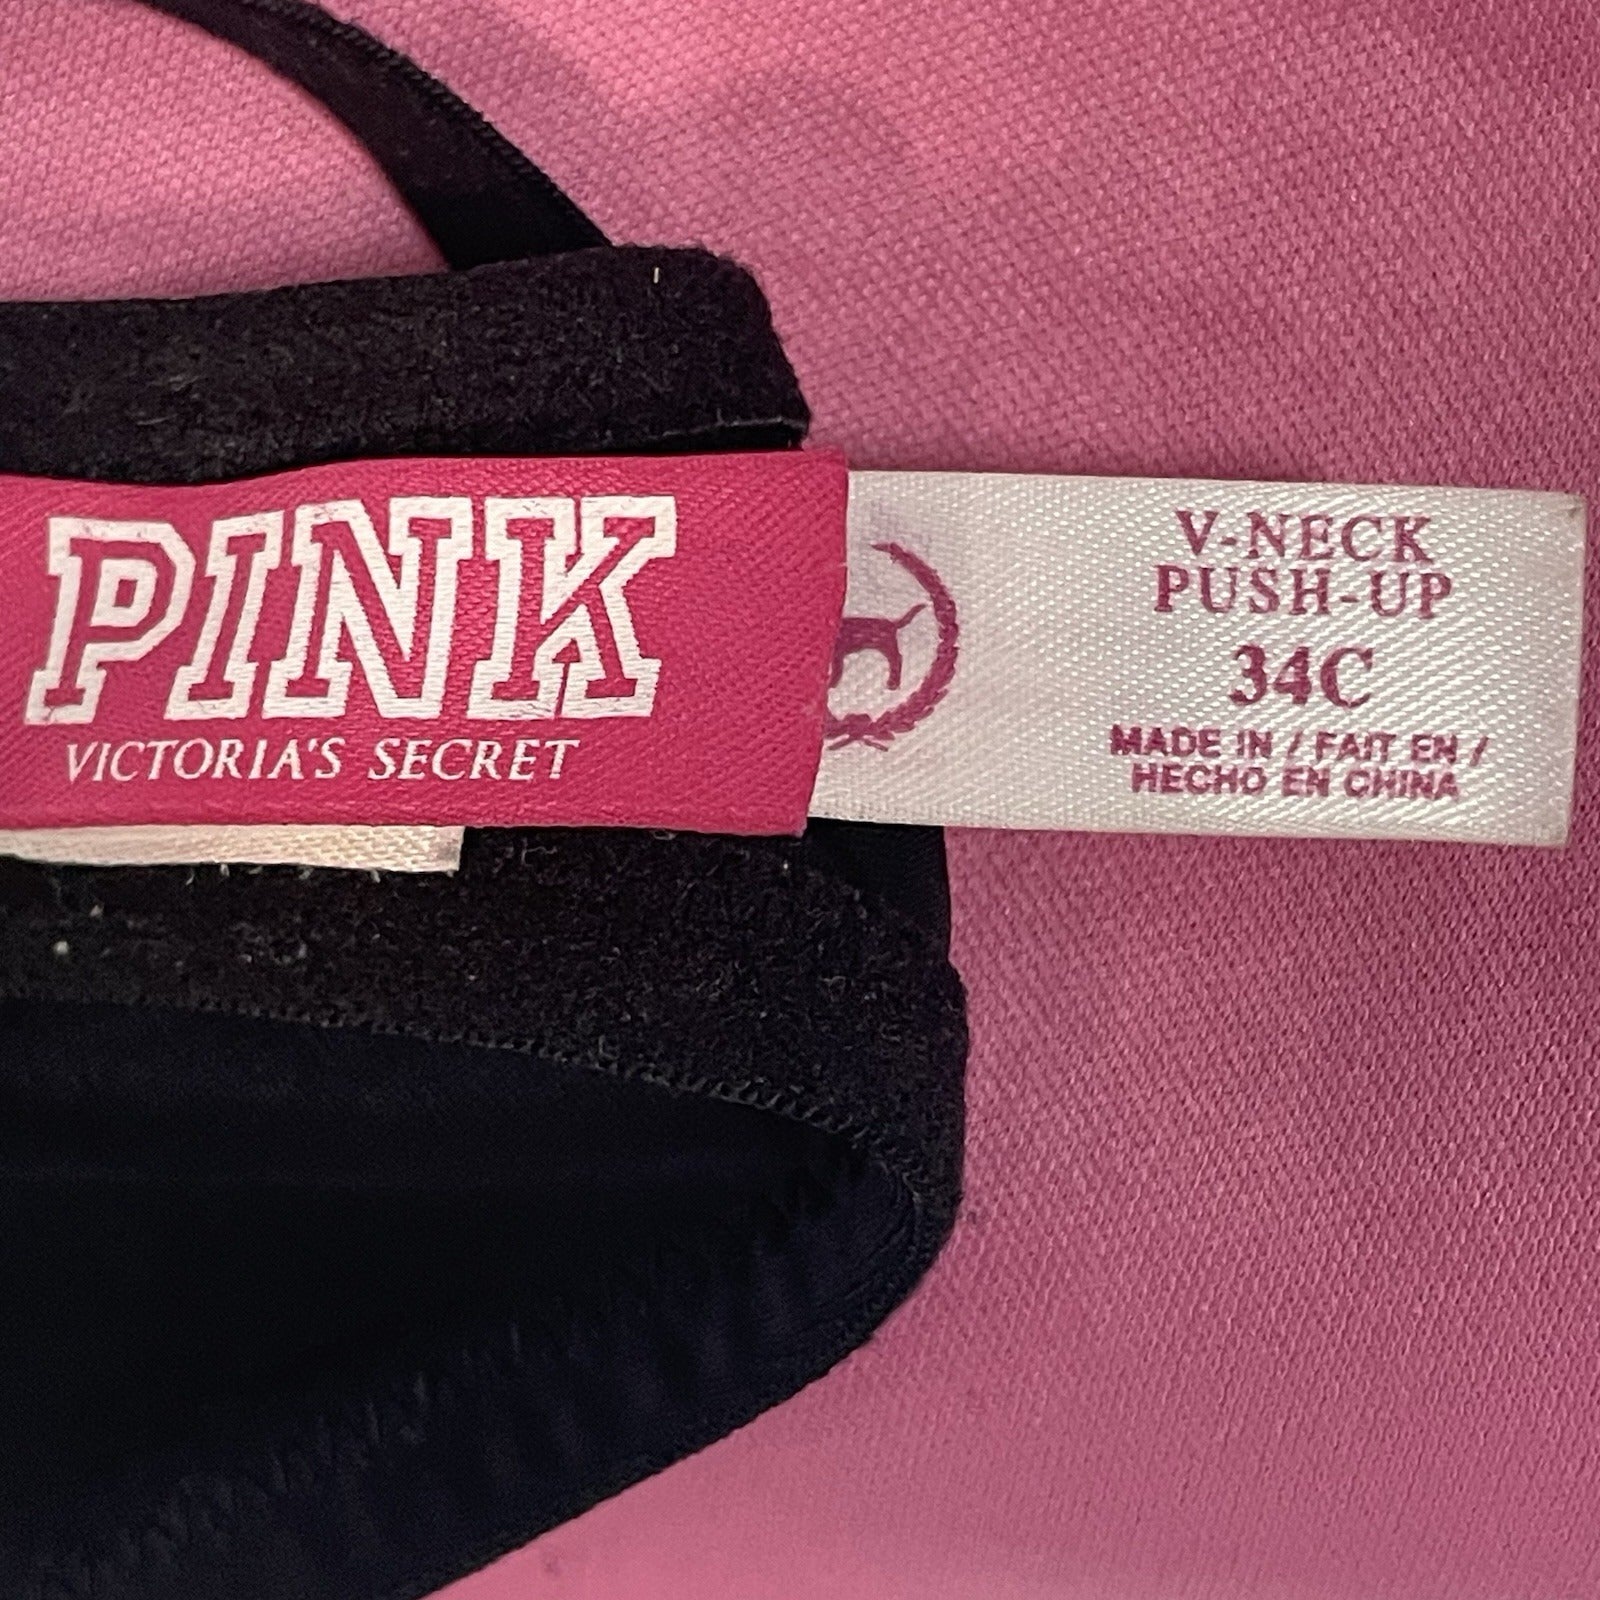 PINK
VICTORIA'S SECRET
V-NECK
PUSH-UP
34C
MADE IN / FAIT EN /
HECHO EN CHINA